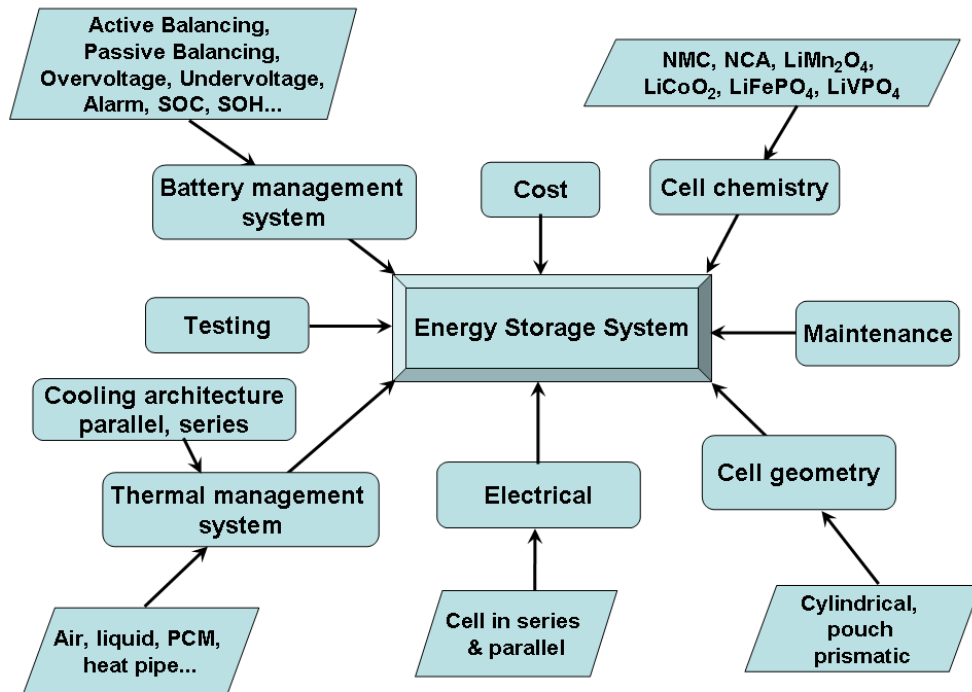 Active Balancing,
Passive Balancing,
Overvoltage, Undervoltage,
Alarm, SOC, SOH...
NMC, NCA, LiMn₂O₄,
LiCoO₂, LiFePO₄, LiVPO₄
Battery management
system
Cost
Cell chemistry
Testing
Energy Storage System
Maintenance
Cooling architecture
parallel, series
Thermal management
system
Electrical
Cell geometry
Air, liquid, PCM,
heat pipe...
Cell in series
& parallel
Cylindrical,
pouch
prismatic